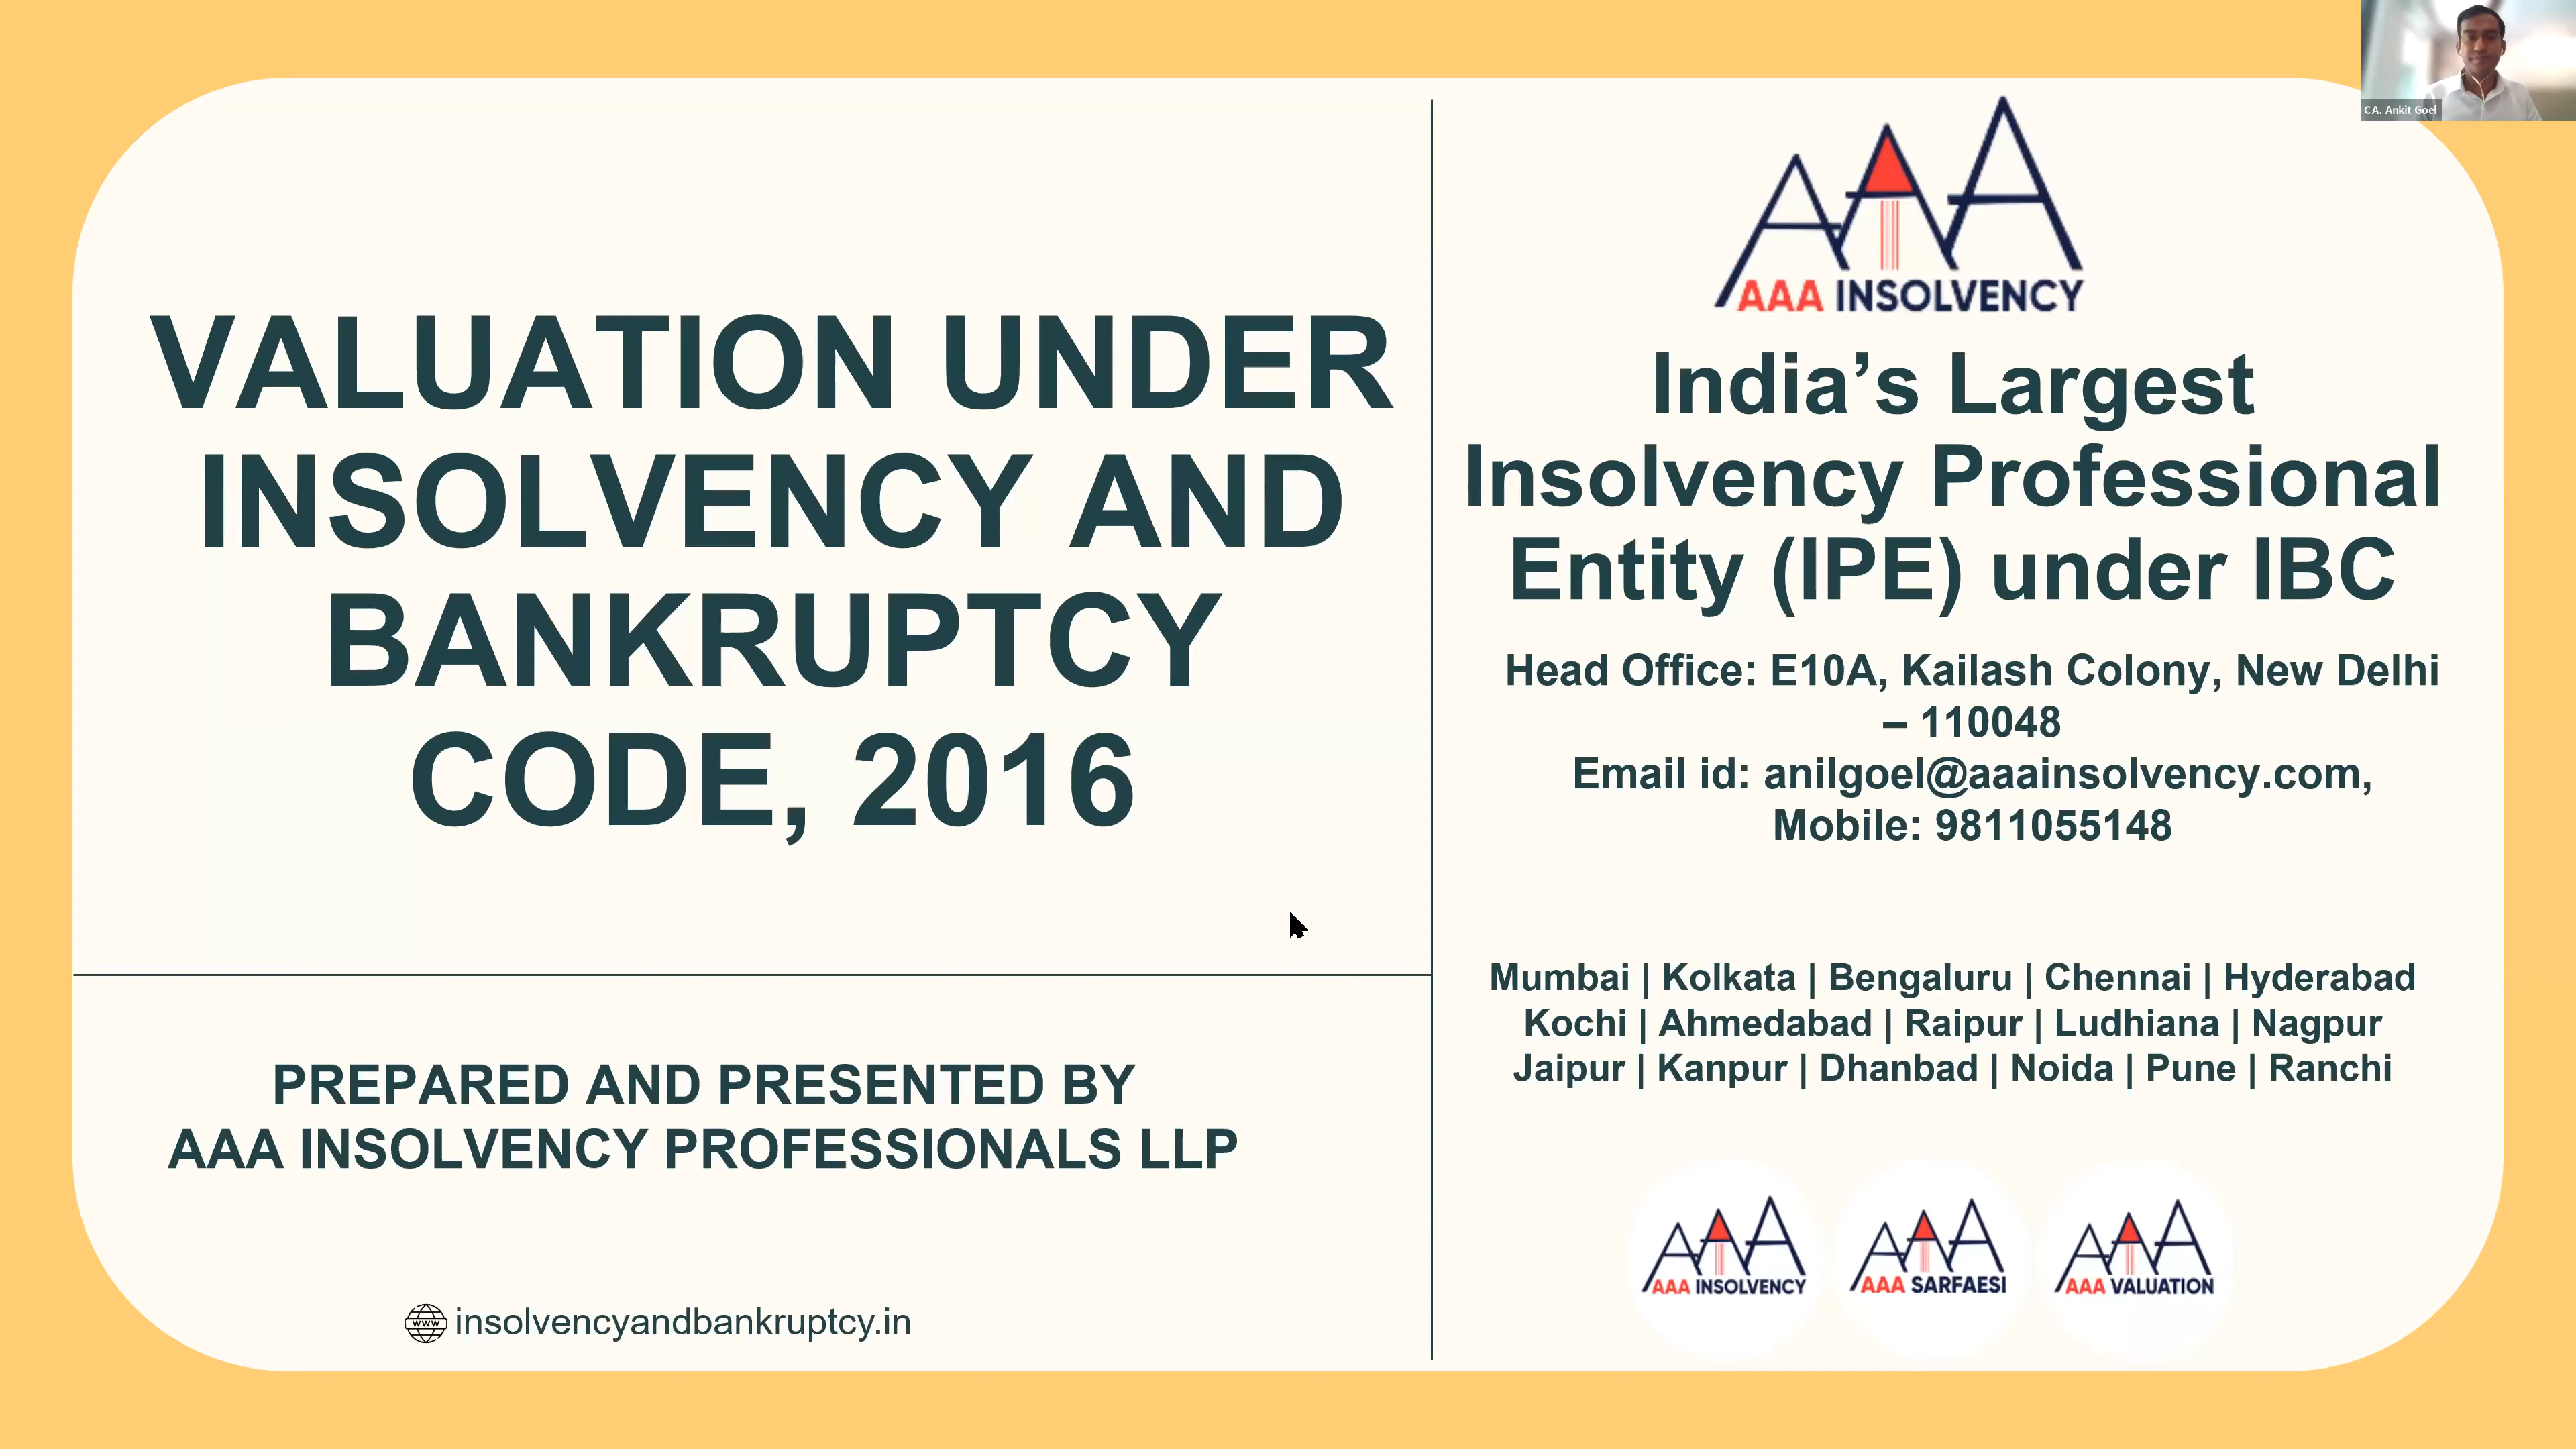 VALUATION UNDER
INSOLVENCY AND
BANKRUPTCY
CODE, 2016
PREPARED AND PRESENTED BY
AAA INSOLVENCY PROFESSIONALS LLP
www insolvencyandbankruptcy.in
CA. Ankit Goel
AAA INSOLVENCY
India’s Largest
Insolvency Professional
Entity (IPE) under IBC
Head Office: E10A, Kailash Colony, New Delhi
– 110048
Email id: anilgoel@aaainsolvency.com,
Mobile: 9811055148
Mumbai | Kolkata | Bengaluru | Chennai | Hyderabad
Kochi | Ahmedabad | Raipur | Ludhiana | Nagpur
Jaipur | Kanpur | Dhanbad | Noida | Pune | Ranchi
AAA INSOLVENCY
AAA SARFAESI
AAA VALUATION